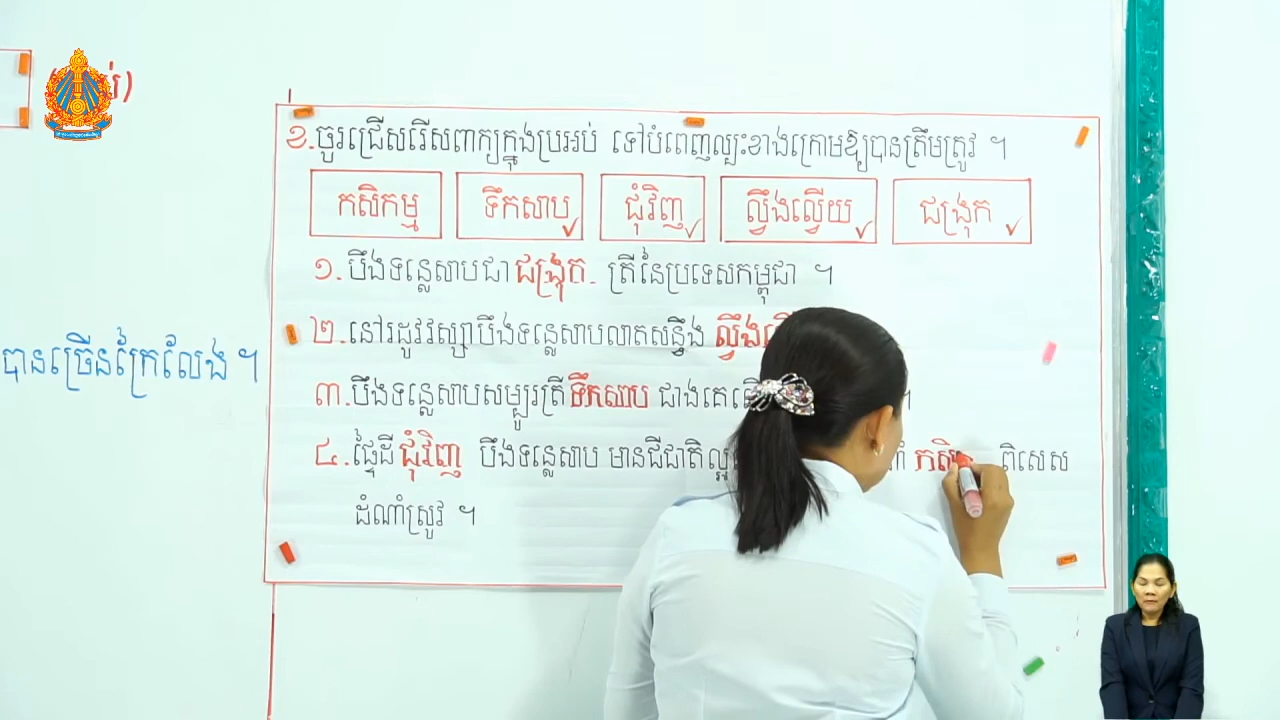 ខ.ចូរជ្រើសរើសពាក្យក្នុងប្រអប់ ទៅបំពេញល្បះខាងក្រោមឱ្យបានត្រឹមត្រូវ ។
កសិកម្ម ទឹកសាប ជុំវិញ ល្វឹងល្វើយ ជង្រុក
១.បឹងទន្លេសាបជា ជង្រុក ត្រីនៃប្រទេសកម្ពុជា ។
២.នៅរដូវវស្សាបឹងទន្លេសាបលាតសន្ធឹង ល្វឹង
បានច្រើនក្រៃលែង ។
៣.បឹងទន្លេសាបសម្បូរត្រីទឹកសាប ជាងគេ ។
៤.ផ្ទៃដី ជុំវិញ បឹងទន្លេសាប មានជីជាតិ កសិ ពិសេស
ដំណាំស្រូវ ។